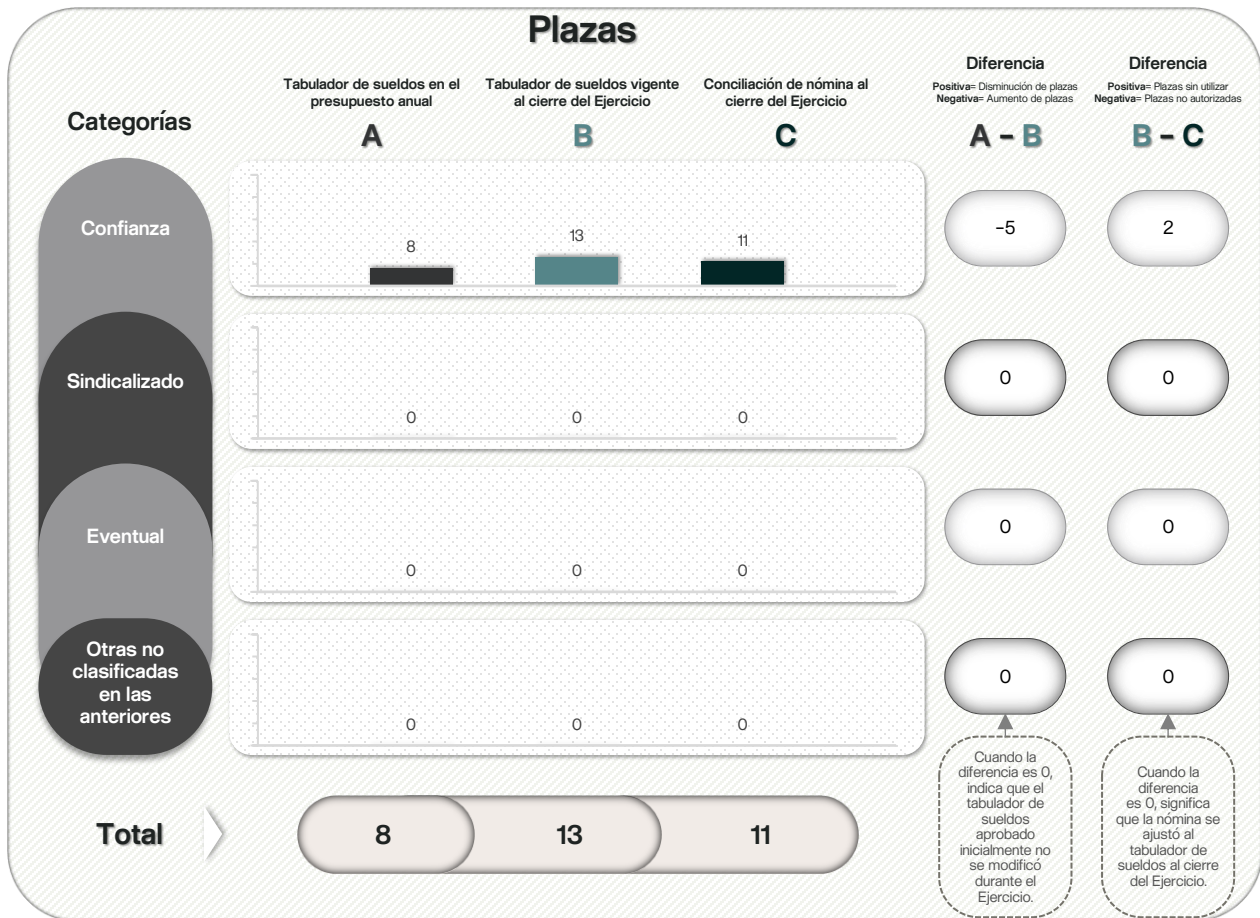 Plazas
Categorías
Tabulador de sueldos en el
presupuesto anual
A
Tabulador de sueldos vigente
al cierre del Ejercicio
B
Conciliación de nómina al
cierre del Ejercicio
C
Diferencia
Positiva= Disminución de plazas
Negativa= Aumento de plazas
A – B
Diferencia
Positiva= Plazas sin utilizar
Negativa= Plazas no autorizadas
B – C
Confianza
8
13
11
-5
2
Sindicalizado
0
0
0
0
0
Eventual
0
0
0
0
0
Otras no
clasificadas
en las
anteriores
0
0
0
0
0
Total
8
13
11
Cuando la
diferencia es 0,
indica que el
tabulador de
sueldos
aprobado
inicialmente no
se modificó
durante el
Ejercicio.
Cuando la
diferencia
es 0, significa
que la nómina se
ajustó al
tabulador de
sueldos al cierre
del Ejercicio.